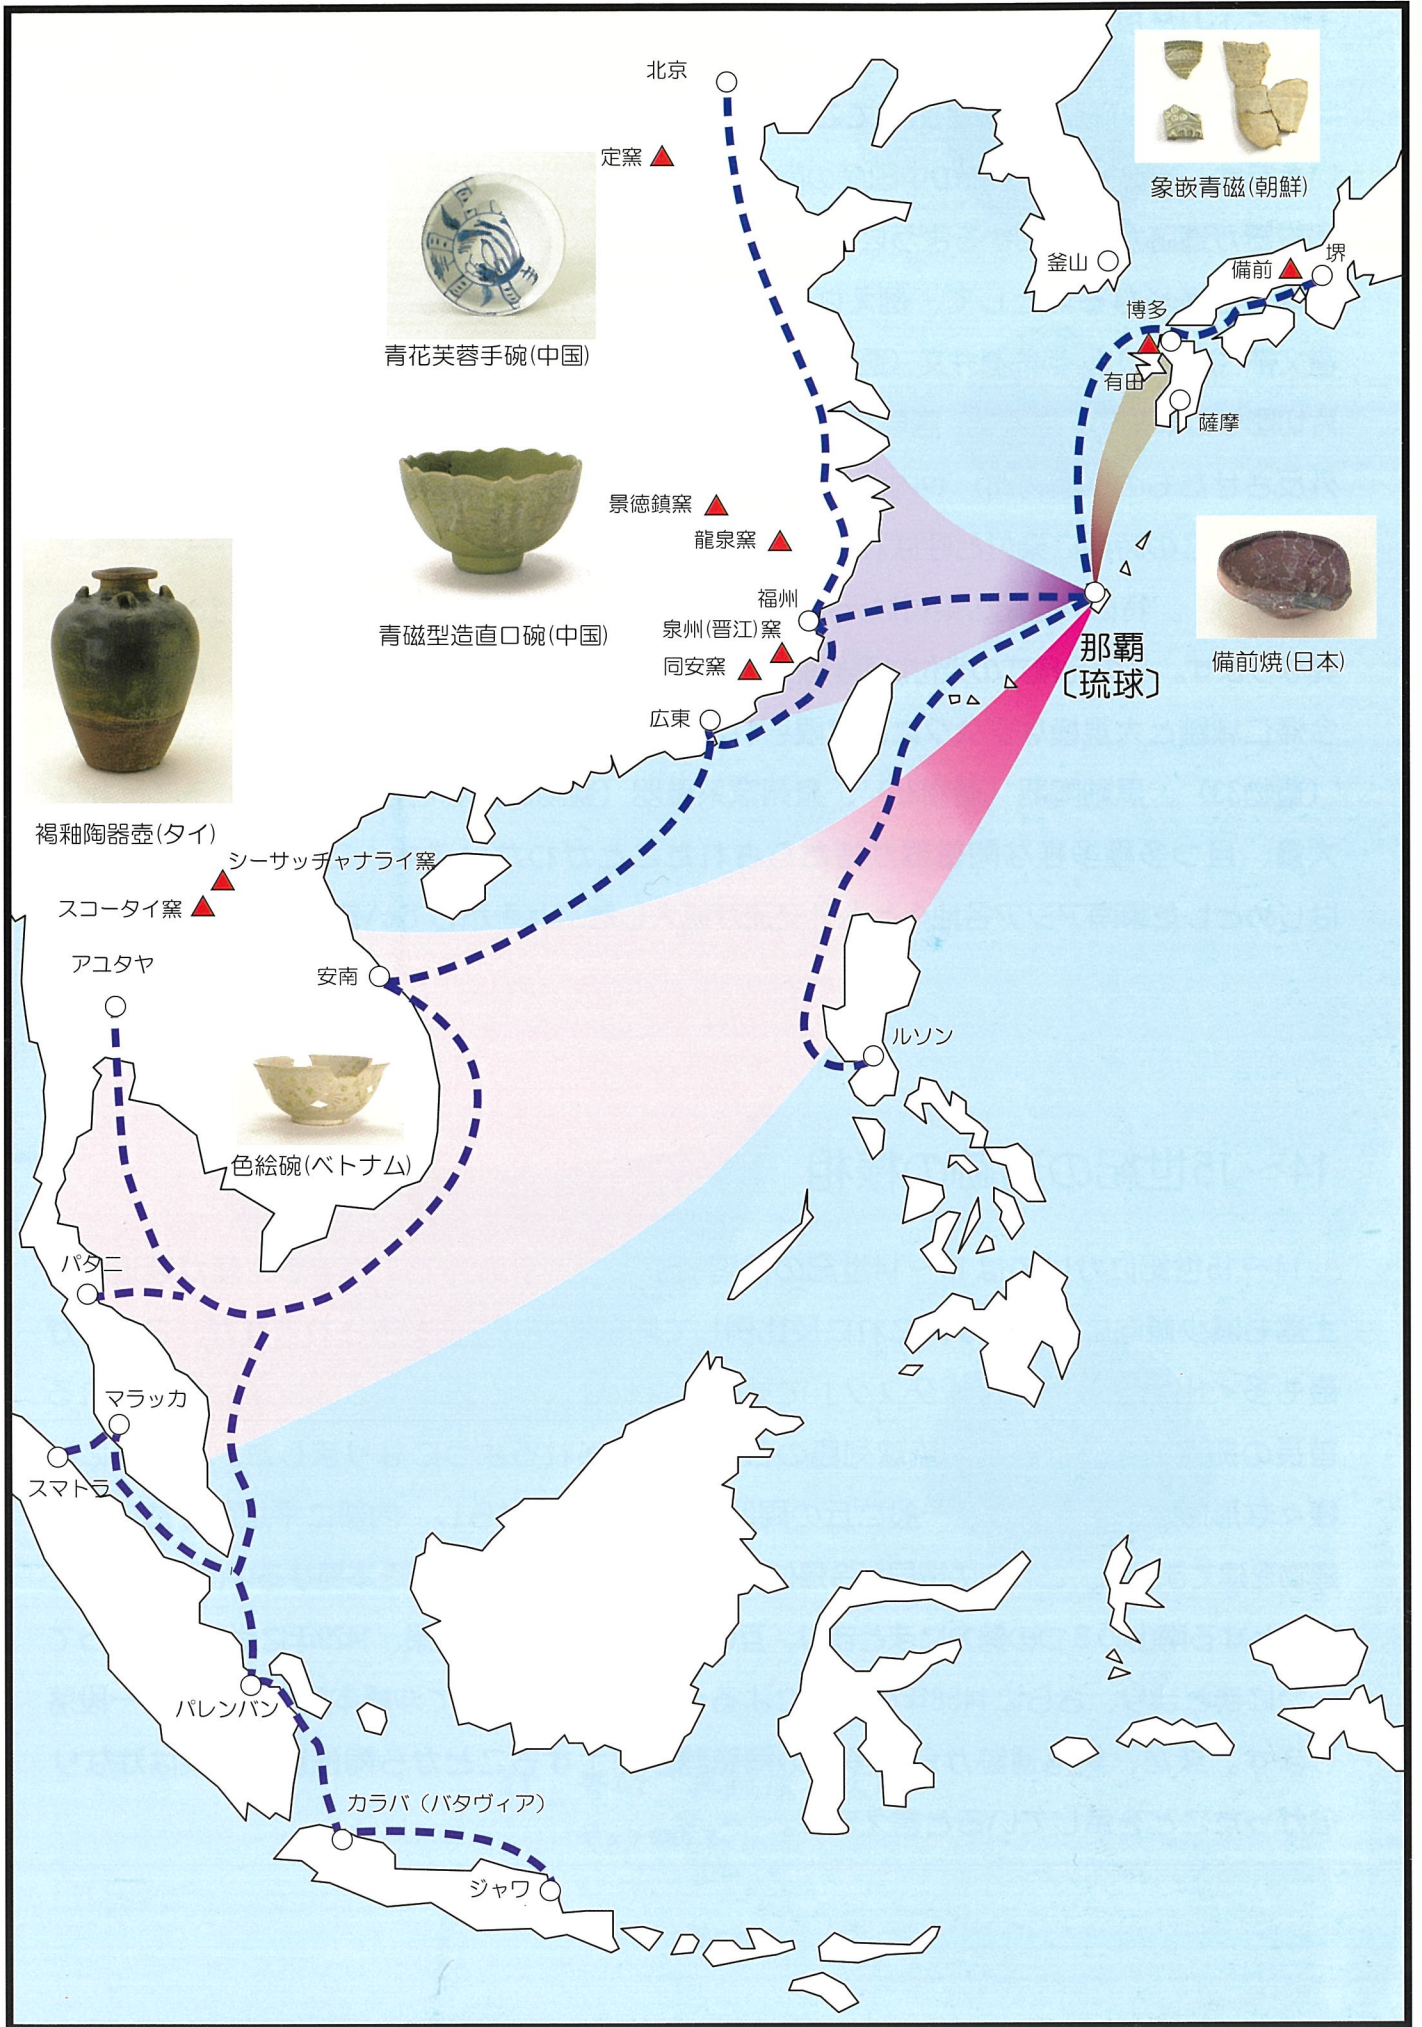 北京
定窯
象嵌青磁(朝鮮)
釜山
備前
堺
博多
有田
薩摩
青花芙蓉手碗(中国)
景徳鎮窯
龍泉窯
福州
泉州(晋江)窯
同安窯
広東
青磁型造直口碗(中国)
那覇
〔琉球〕
備前焼(日本)
褐釉陶器壺(タイ)
シーサッチャナライ窯
スコータイ窯
アユタヤ
安南
ルソン
色絵碗(ベトナム)
パタニ
マラッカ
スマトラ
パレンバン
カラバ（バタヴィア）
ジャワ